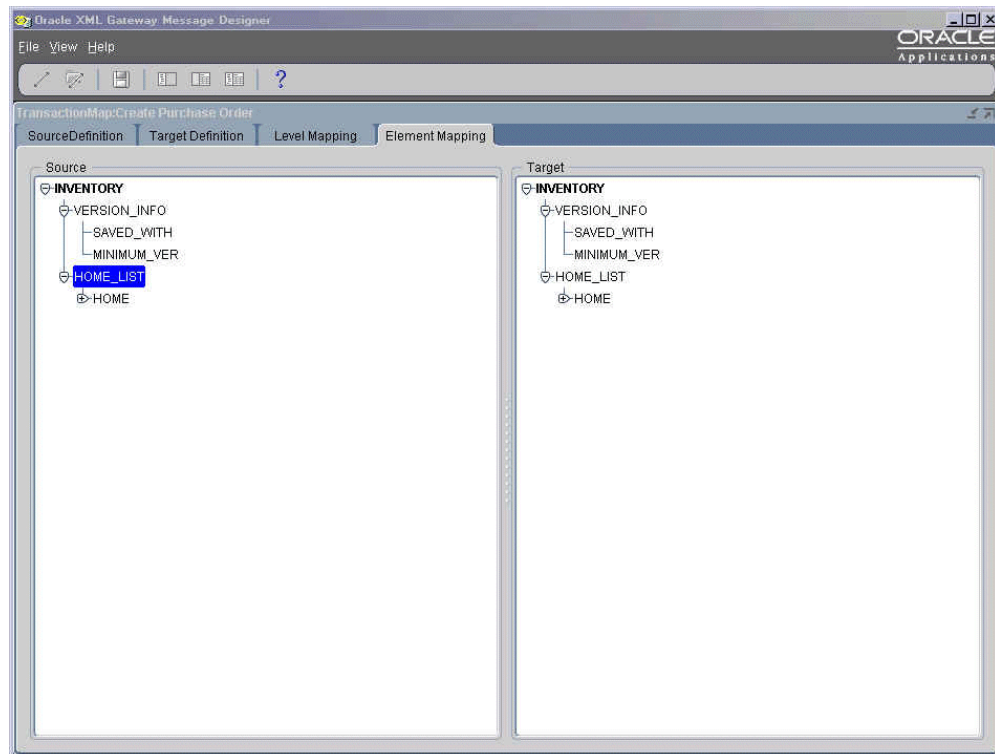 Oracle XML Gateway Message Designer
File View Help
ORACLE
Applications
?
TransactionMap:Create Purchase Order
SourceDefinition Target Definition Level Mapping Element Mapping
Source
INVENTORY
VERSION_INFO
SAVED_WITH
MINIMUM_VER
HOME_LIST
HOME
Target
INVENTORY
VERSION_INFO
SAVED_WITH
MINIMUM_VER
HOME_LIST
HOME